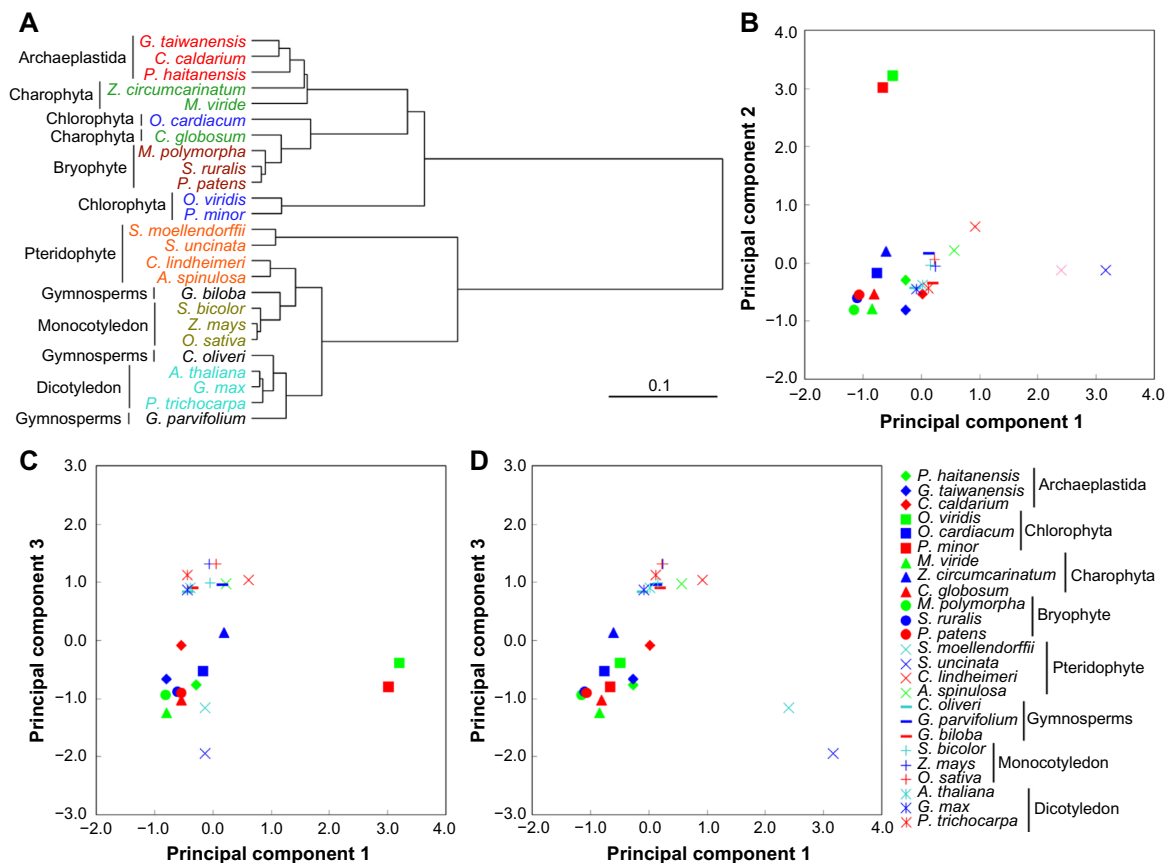 A
Archaeplastida
G. taiwanensis
C. caldarium
P. haitanensis
Charophyta
Z. circumcarinatum
M. viride
Chlorophyta
O. cardiacum
Charophyta
C. globosum
Bryophyte
M. polymorpha
S. ruralis
P. patens
Chlorophyta
O. viridis
P. minor
Pteridophyte
S. moellendorffii
S. uncinata
C. lindheimeri
A. spinulosa
Gymnosperms
G. biloba
Monocotyledon
S. bicolor
Z. mays
O. sativa
Gymnosperms
C. oliveri
Dicotyledon
A. thaliana
G. max
P. trichocarpa
Gymnosperms
G. parvifolium
0.1
B
Principal component 2
4.0
3.0
2.0
1.0
0.0
−1.0
−2.0
−2.0 −1.0 0.0 1.0 2.0 3.0 4.0
Principal component 1
C
Principal component 3
3.0
2.0
1.0
0.0
−1.0
−2.0
−3.0
−2.0 −1.0 0.0 1.0 2.0 3.0 4.0
Principal component 1
D
Principal component 3
3.0
2.0
1.0
0.0
−1.0
−2.0
−3.0
−2.0 −1.0 0.0 1.0 2.0 3.0 4.0
Principal component 1
P. haitanensis
G. taiwanensis
C. caldarium
Archaeplastida
O. viridis
O. cardiacum
P. minor
Chlorophyta
M. viride
Z. circumcarinatum
C. globosum
Charophyta
M. polymorpha
S. ruralis
P. patens
Bryophyte
S. moellendorffii
S. uncinata
C. lindheimeri
A. spinulosa
Pteridophyte
C. oliveri
G. parvifolium
G. biloba
Gymnosperms
S. bicolor
Z. mays
O. sativa
Monocotyledon
A. thaliana
G. max
P. trichocarpa
Dicotyledon